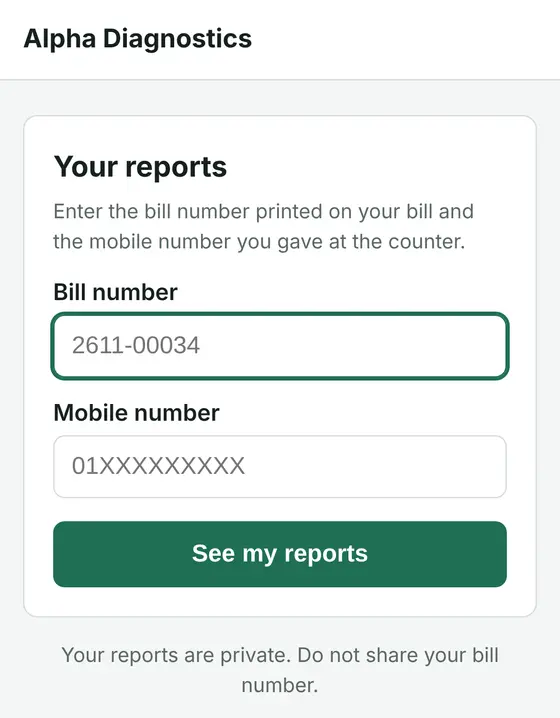 Alpha Diagnostics
Your reports
Enter the bill number printed on your bill and
the mobile number you gave at the counter.
Bill number
2611-00034
Mobile number
01XXXXXXXXX
See my reports
Your reports are private. Do not share your bill
number.